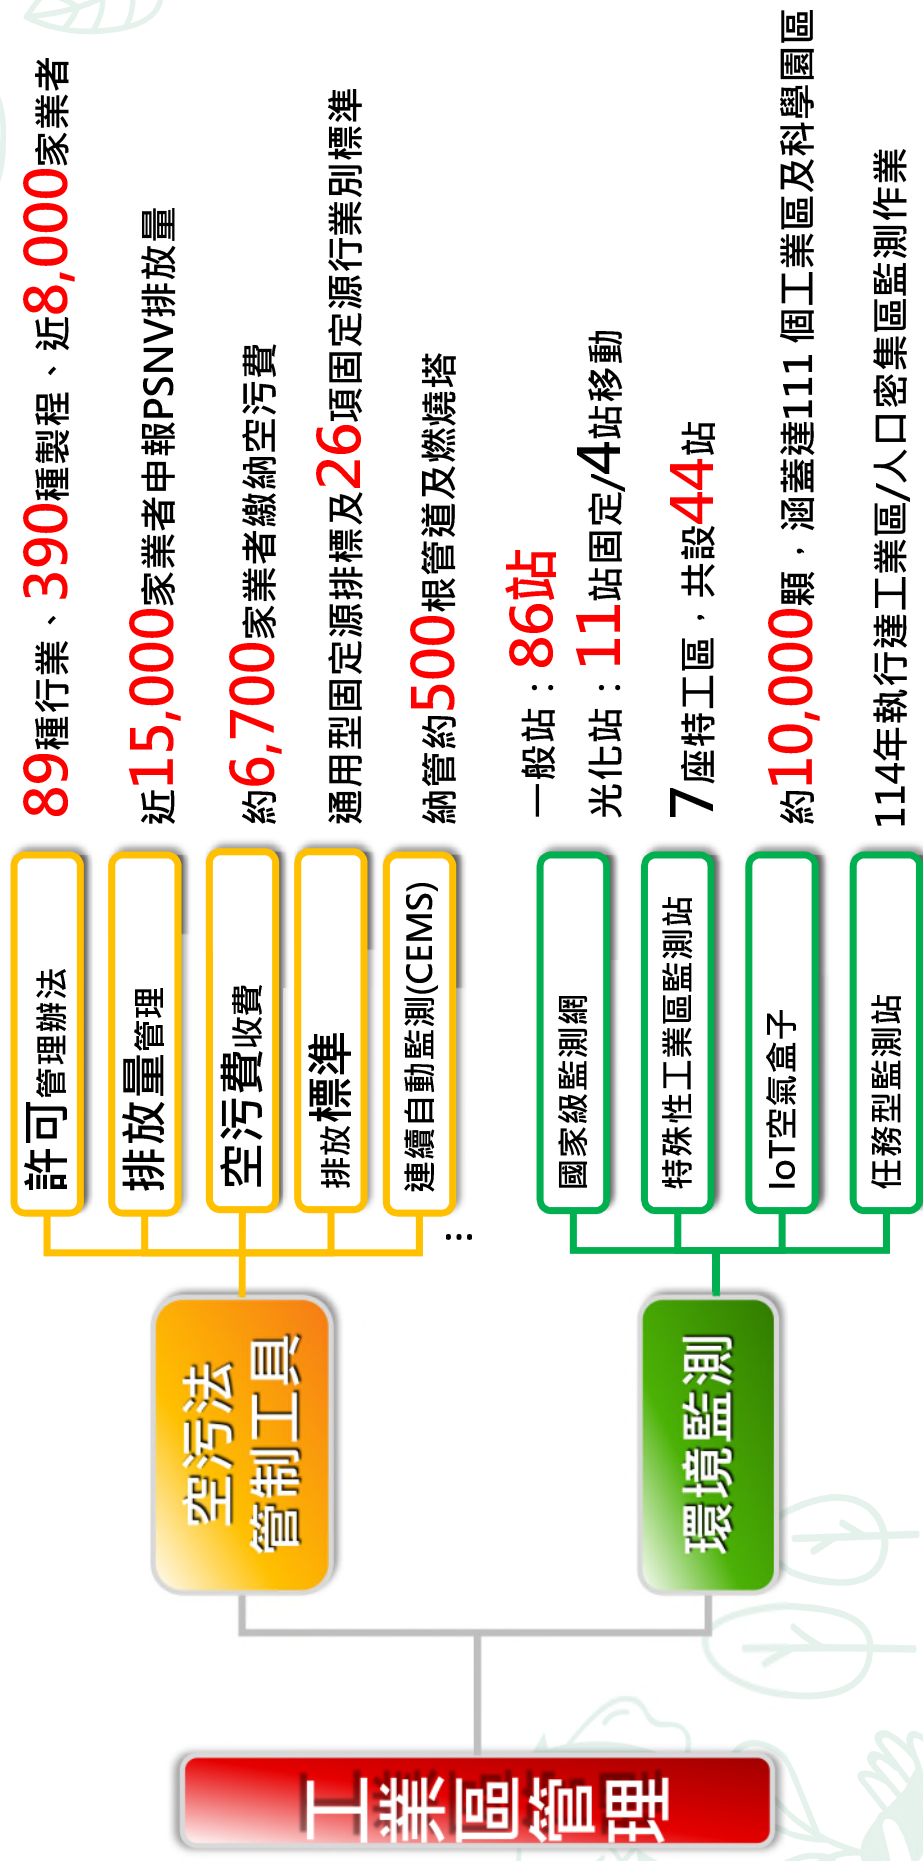 工業區管理
空污法
管制工具
許可管理辦法
89種行業、390種製程、近8,000家業者
排放量管理
近15,000家業者申報PSNV排放量
空污費收費
約6,700家業者繳納空污費
排放標準
通用型固定源排標及26項固定源行業別標準
連續自動監測(CEMS)
納管約500根管道及燃燒塔
...
環境監測
國家級監測網
一般站：86站
光化站：11站固定/4站移動
特殊性工業區監測站
7座特工區，共設44站
IoT空氣盒子
約10,000顆，涵蓋達111個工業區及科學園區
任務型監測站
114年執行達工業區/人口密集區監測作業